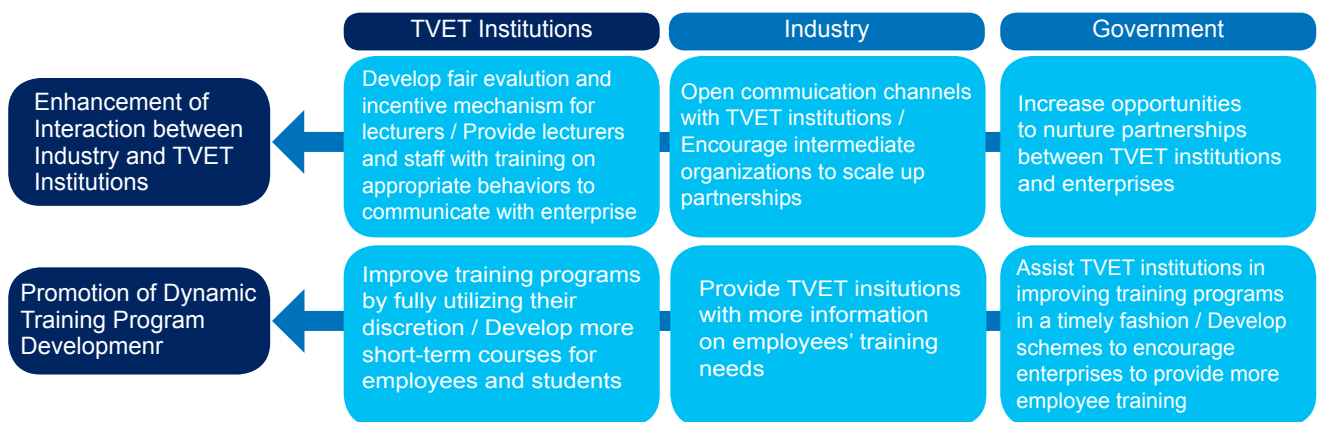 TVET Institutions
Industry
Government
Enhancement of
Interaction between
Industry and TVET
Institutions
Develop fair evalution and
incentive mechanism for
lecturers / Provide lecturers
and staff with training on
appropriate behaviors to
communicate with enterprise
Open commuication channels
with TVET institutions /
Encourage intermediate
organizations to scale up
partnerships
Increase opportunities
to nurture partnerships
between TVET institutions
and enterprises
Promotion of Dynamic
Training Program
Developmenr
Improve training programs
by fully utilizing their
discretion / Develop more
short-term courses for
employees and students
Provide TVET insitutions
with more information
on employees’ training
needs
Assist TVET institutions in
improving training programs
in a timely fashion / Develop
schemes to encourage
enterprises to provide more
employee training